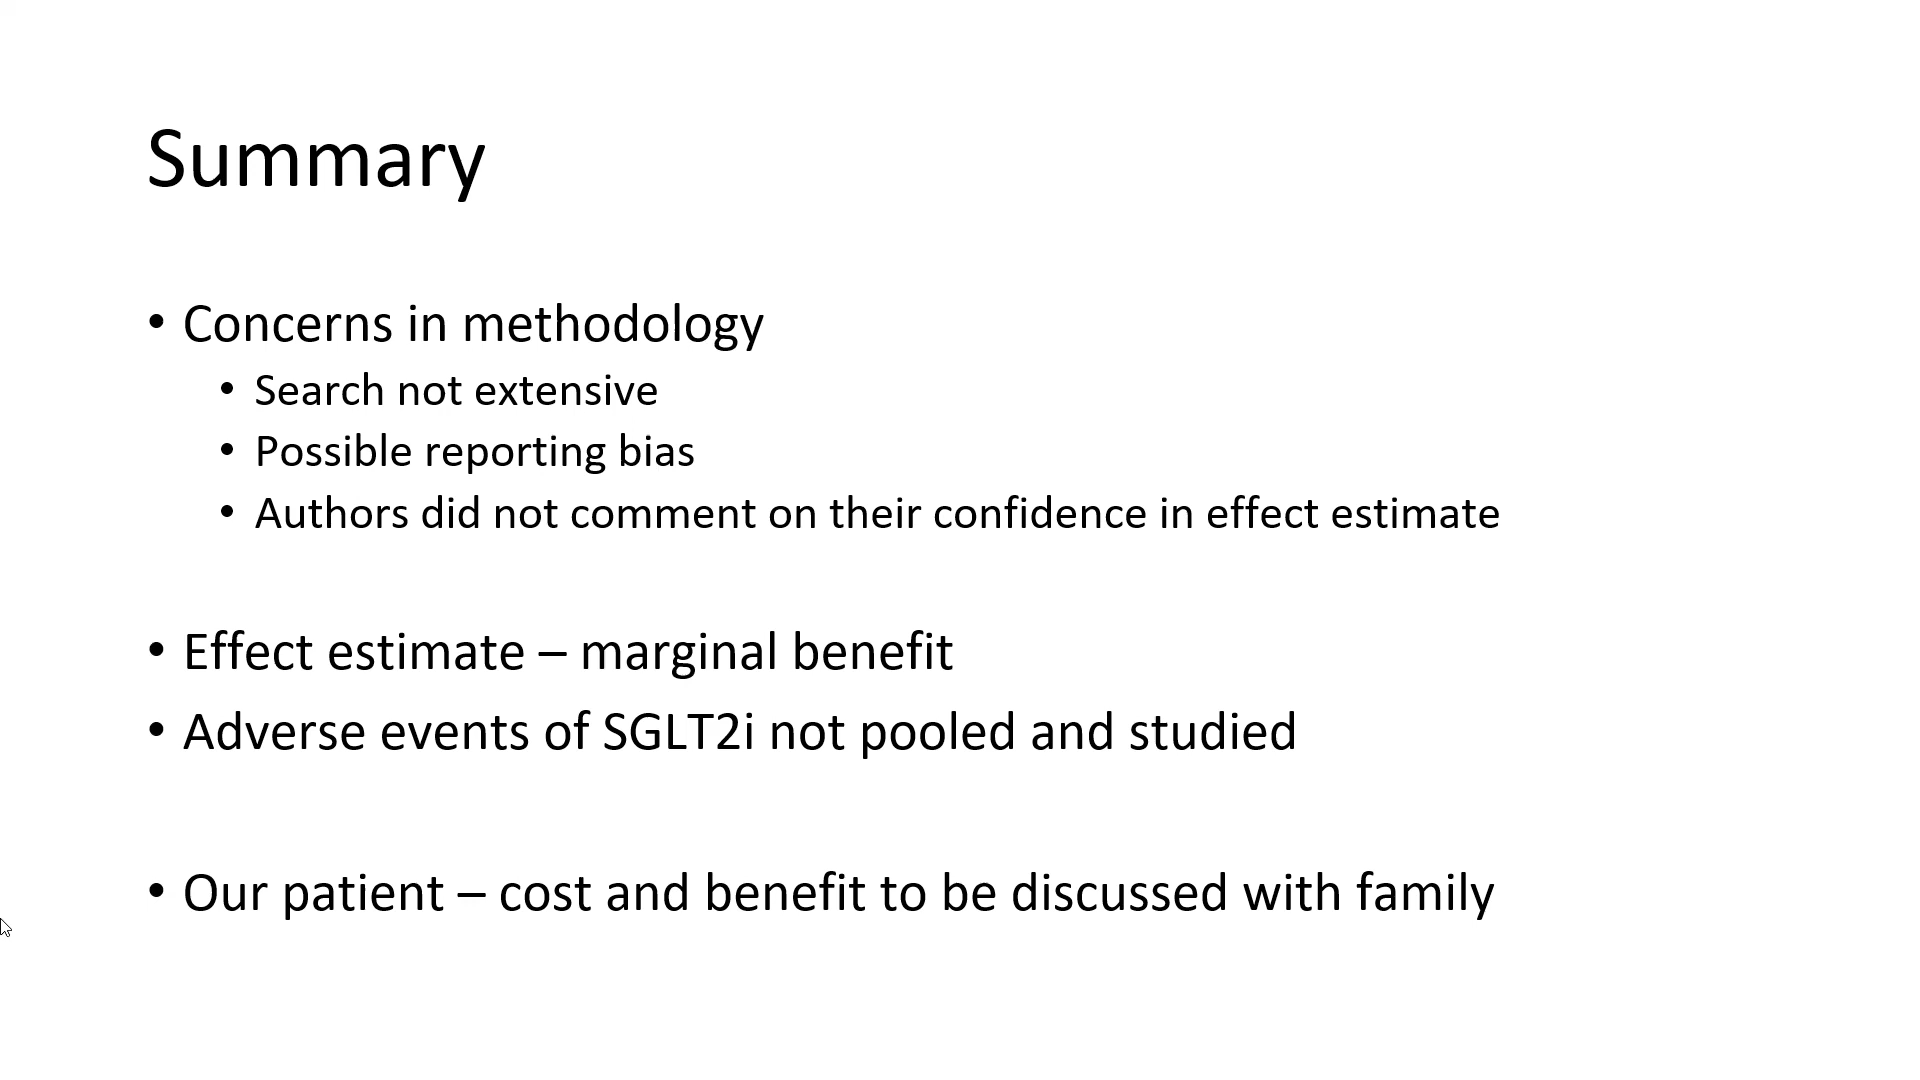 Summary
• Concerns in methodology
• Search not extensive
• Possible reporting bias
• Authors did not comment on their confidence in effect estimate
• Effect estimate – marginal benefit
• Adverse events of SGLT2i not pooled and studied
• Our patient – cost and benefit to be discussed with family